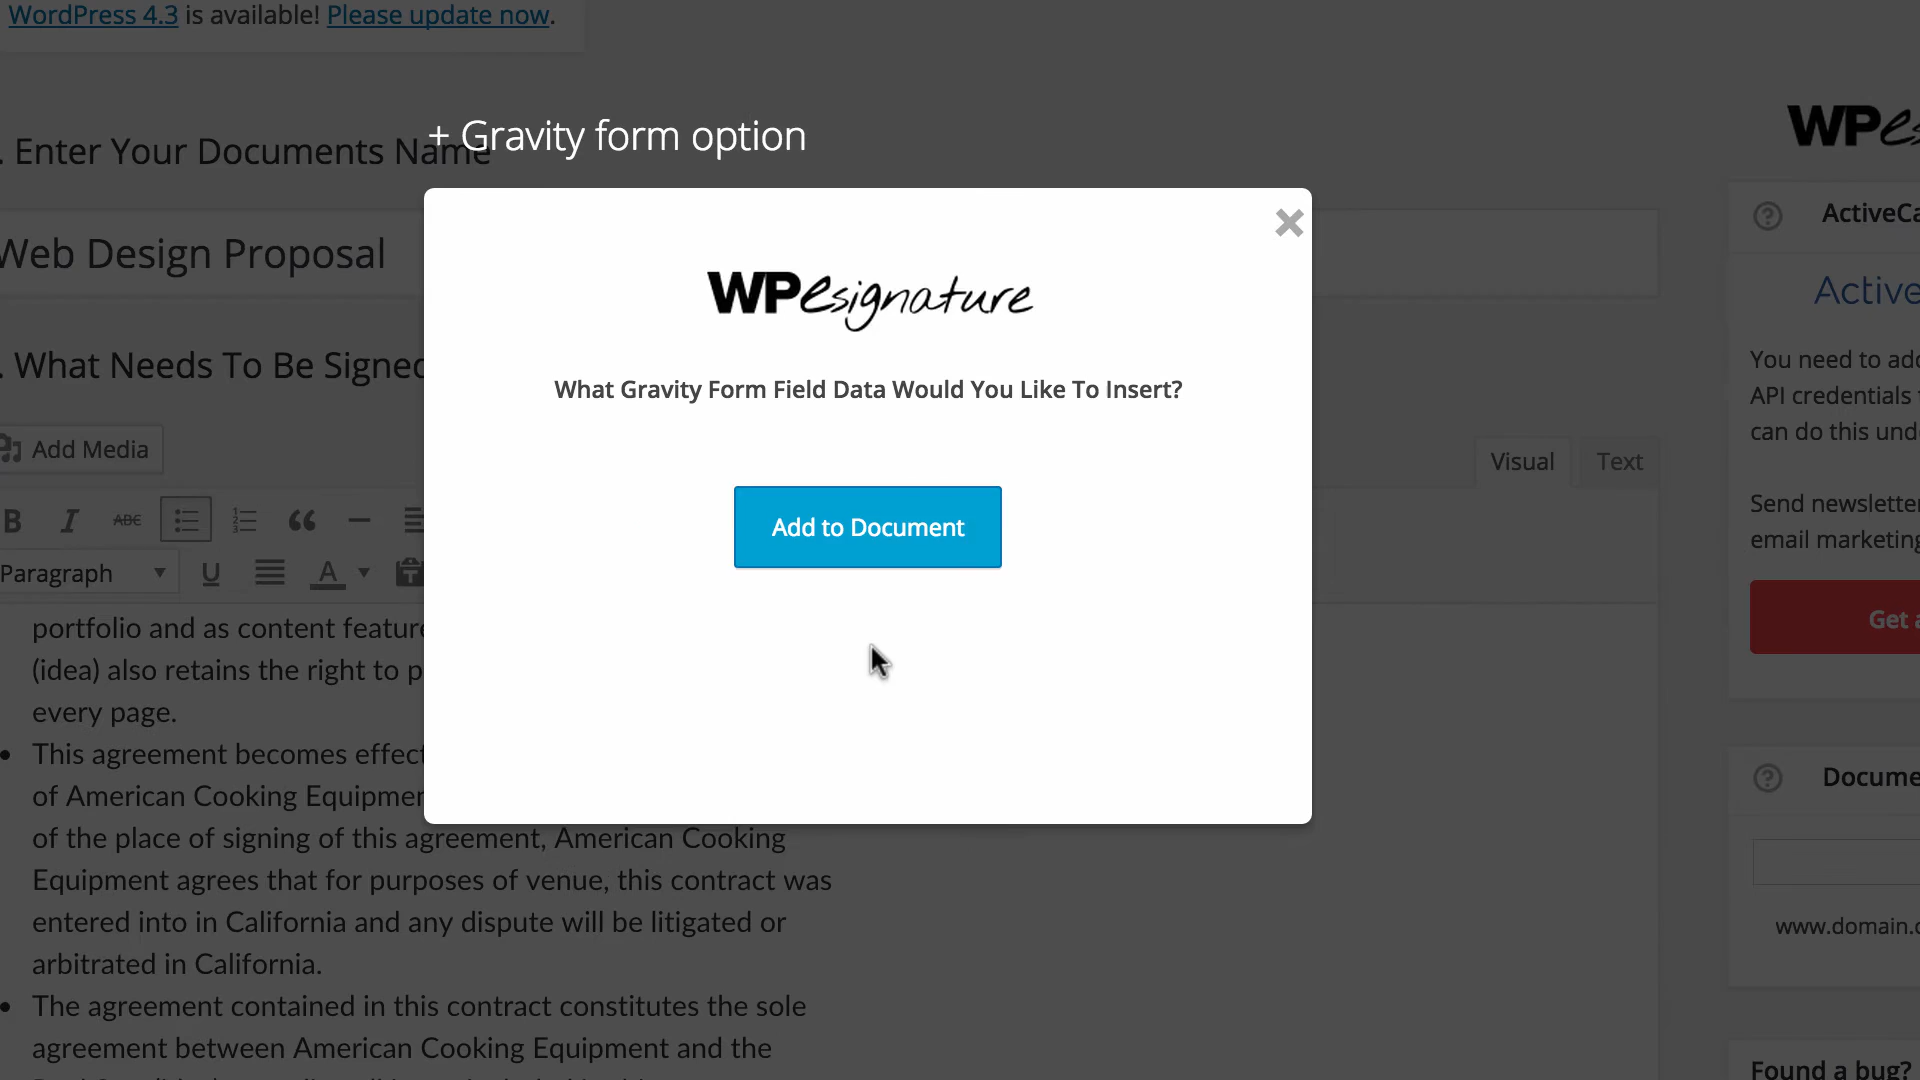 WordPress 4.3 is available! Please update now.
+ Gravity form option
. Enter Your Documents Name
Web Design Proposal
. What Needs To Be Signed
Add Media
Visual Text
B I ABC
Paragraph U A T
portfolio and as content feature
(idea) also retains the right to p
every page.
• This agreement becomes effect
of American Cooking Equipmen
of the place of signing of this agreement, American Cooking
Equipment agrees that for purposes of venue, this contract was
entered into in California and any dispute will be litigated or
arbitrated in California.
• The agreement contained in this contract constitutes the sole
agreement between American Cooking Equipment and the
WPesignature
What Gravity Form Field Data Would You Like To Insert?
Add to Document
WPes
ActiveCa
Active
You need to add
API credentials
can do this und
Send newsletter
email marketing
Get a
Docume
www.domain.c
Found a bug?